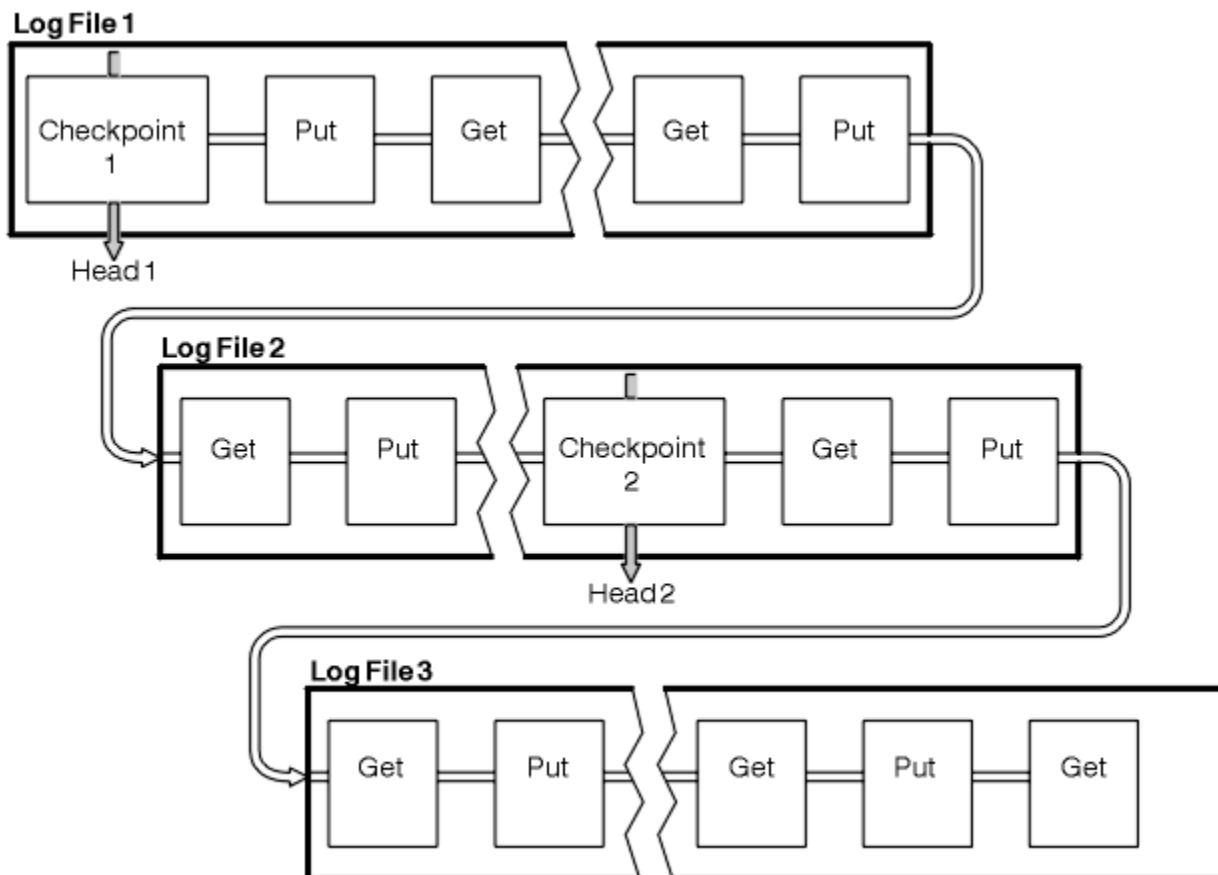 Log File 1
Checkpoint
1
Put
Get
Get
Put
Head 1
Log File 2
Get
Put
Checkpoint
2
Get
Put
Head 2
Log File 3
Get
Put
Get
Put
Get